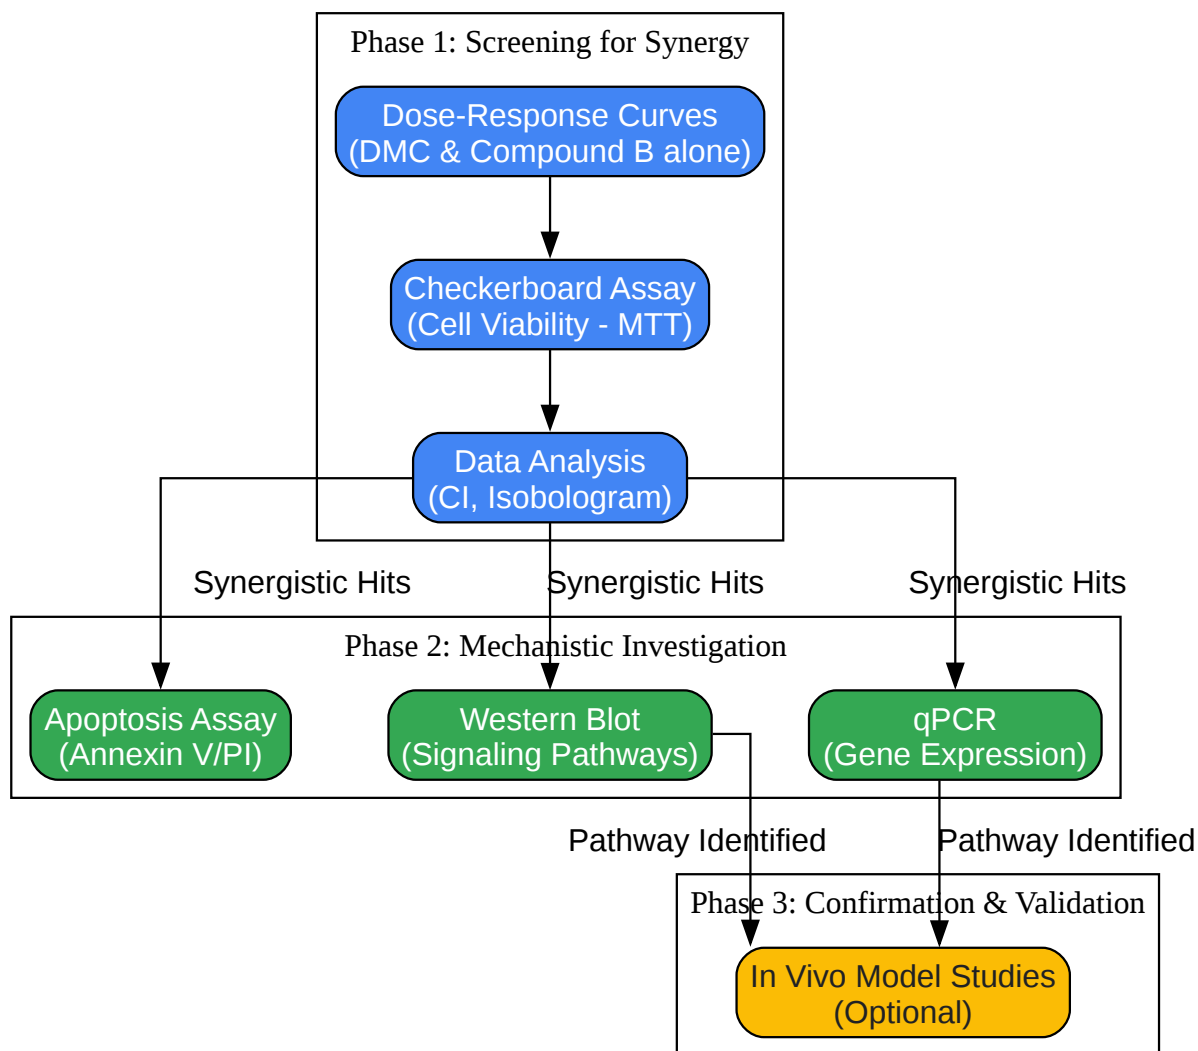 Phase 1: Screening for Synergy
Dose-Response Curves
(DMC & Compound B alone)
Checkerboard Assay
(Cell Viability - MTT)
Data Analysis
(CI, Isobologram)
Synergistic Hits
Synergistic Hits
Synergistic Hits
Phase 2: Mechanistic Investigation
Apoptosis Assay
(Annexin V/PI)
Western Blot
(Signaling Pathways)
qPCR
(Gene Expression)
Pathway Identified
Pathway Identified
Phase 3: Confirmation & Validation
In Vivo Model Studies
(Optional)